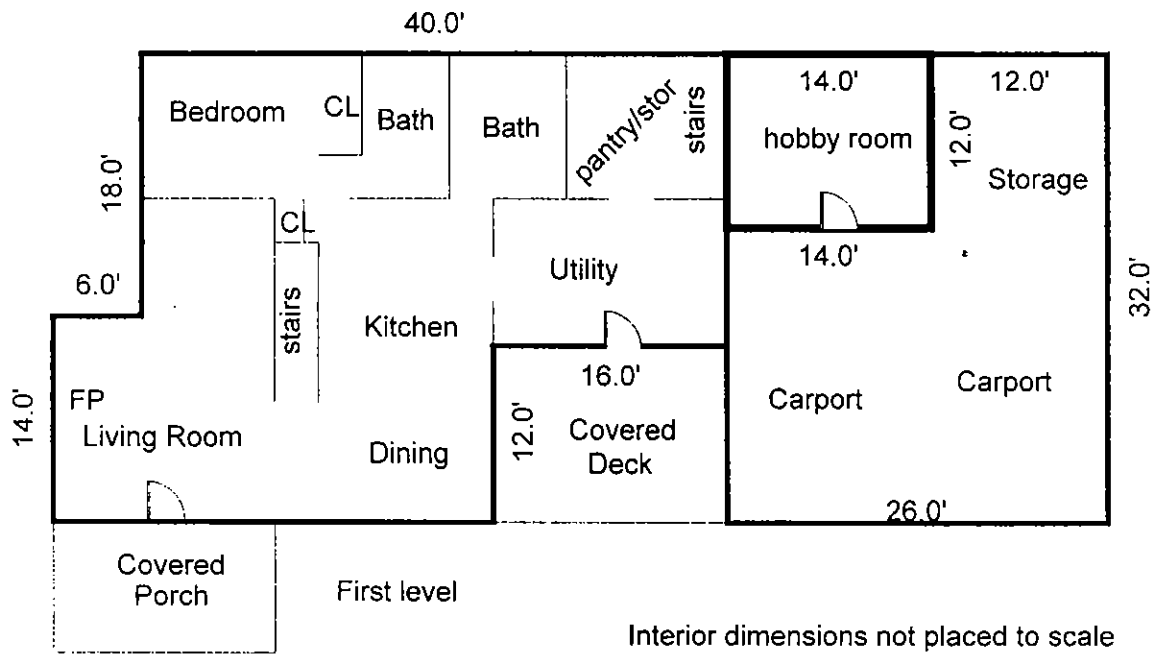 40.0'
Bedroom
CL
Bath
Bath
pantry/stor
stairs
14.0'
hobby room
12.0'
12.0'
Storage
18.0'
6.0'
CL
stairs
Kitchen
Utility
14.0'
32.0'
16.0'
Carport
Carport
14.0'
FP
Living Room
Dining
12.0'
Covered
Deck
26.0'
Covered
Porch
First level
Interior dimensions not placed to scale